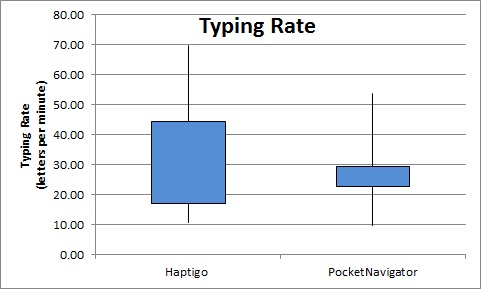 Typing Rate
Typing Rate
(letters per minute)
80.00
70.00
60.00
50.00
40.00
30.00
20.00
10.00
0.00
Haptigo
PocketNavigator